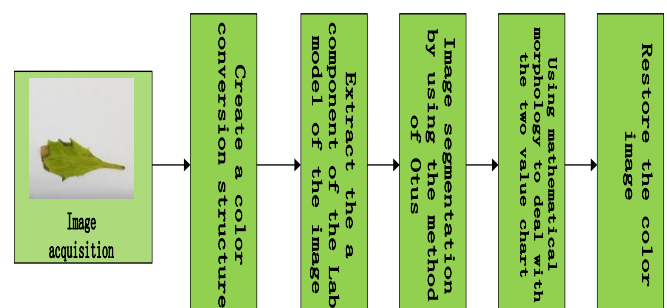 Image
acquisition
Create a color
conversion structure
Extract the a
component of the Lab
model of the image
Image segmentation
by using the method
of Otus
Using mathematical
morphology to deal with
the two value chart
Restore the color
image